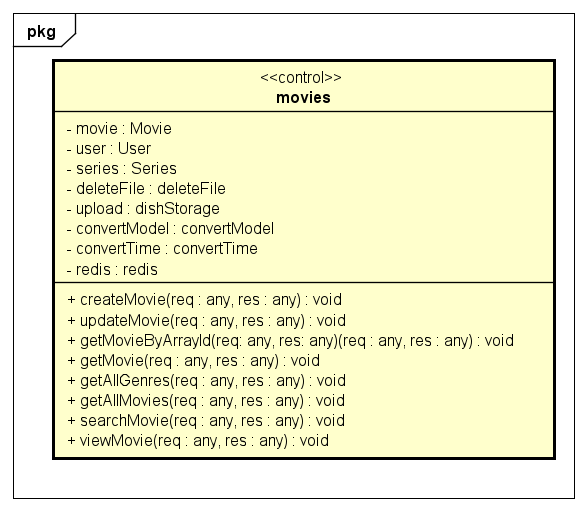 pkg
<<control>>
movies
- movie : Movie
- user : User
- series : Series
- deleteFile : deleteFile
- upload : dishStorage
- convertModel : convertModel
- convertTime : convertTime
- redis : redis
+ createMovie(req : any, res : any) : void
+ updateMovie(req : any, res : any) : void
+ getMovieByArrayId(req: any, res: any)(req : any, res : any) : void
+ getMovie(req : any, res : any) : void
+ getAllGenres(req : any, res : any) : void
+ getAllMovies(req : any, res : any) : void
+ searchMovie(req : any, res : any) : void
+ viewMovie(req : any, res : any) : void